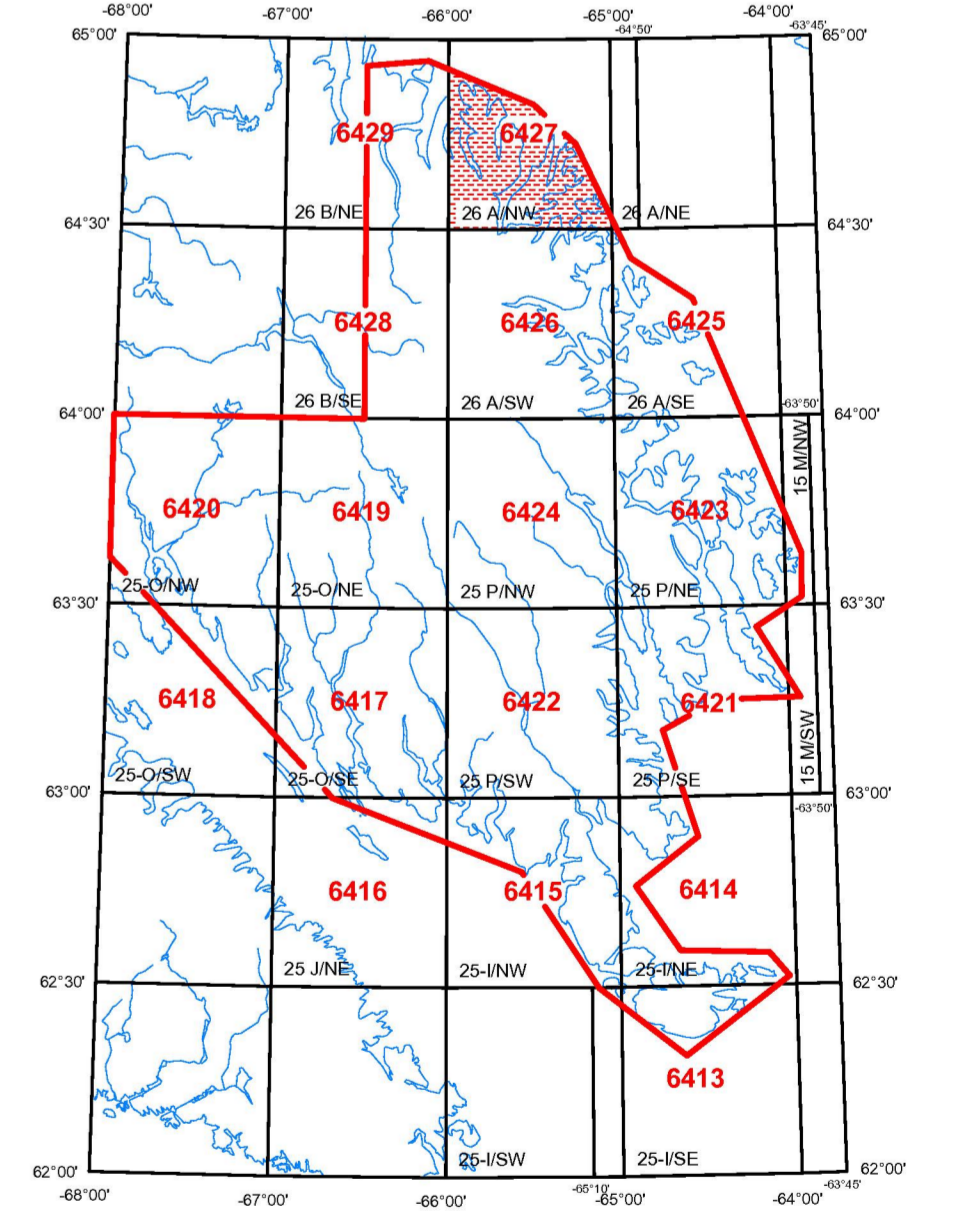 -68°00' -67°00' -66°00' -65°00' -64°00'
-64°50' -63°45'
65°00' 65°00'
6429 6427
26 B/NE 26 A/NW 26 A/NE
64°30' 64°30'
6428 6426 6425
26 B/SE 26 A/SW 26 A/SE
-63°50'
64°00' 64°00'
15 M/NW
6420 6419 6424 6423
25-O/NW 25-O/NE 25 P/NW 25 P/NE
63°30' 63°30'
6418 6417 6422 6421
15 M/SW
25-O/SW 25-O/SE 25 P/SW 25 P/SE
63°00' 63°00'
-63°50'
6416 6415 6414
25 J/NE 25-I/NW 25-I/NE
62°30' 62°30'
6413
25-I/SW 25-I/SE
62°00' 62°00'
-65°10' -63°45'
-68°00' -67°00' -66°00' -65°00' -64°00'